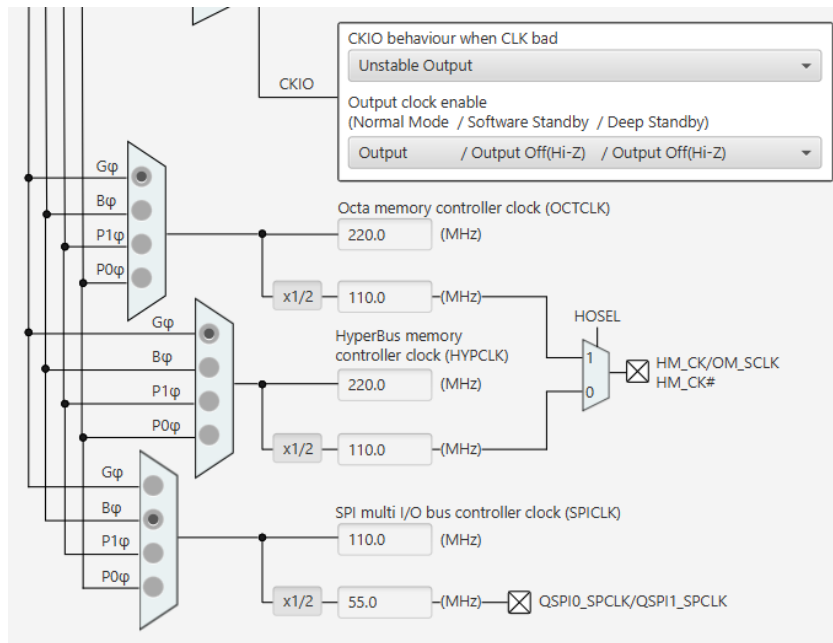 CKIO behaviour when CLK bad
Unstable Output
CKIO
Output clock enable
(Normal Mode / Software Standby / Deep Standby)
Output / Output Off(Hi-Z) / Output Off(Hi-Z)
Gφ
Bφ
P1φ
P0φ
Octa memory controller clock (OCTCLK)
220.0 (MHz)
x1/2 110.0 (MHz)
Gφ
Bφ
P1φ
P0φ
HyperBus memory
controller clock (HYPCLK)
220.0 (MHz)
x1/2 110.0 (MHz)
HOSEL
1
0
HM_CK/OM_SCLK
HM_CK#
Gφ
Bφ
P1φ
P0φ
SPI multi I/O bus controller clock (SPICLK)
110.0 (MHz)
x1/2 55.0 (MHz) QSPI0_SPCLK/QSPI1_SPCLK